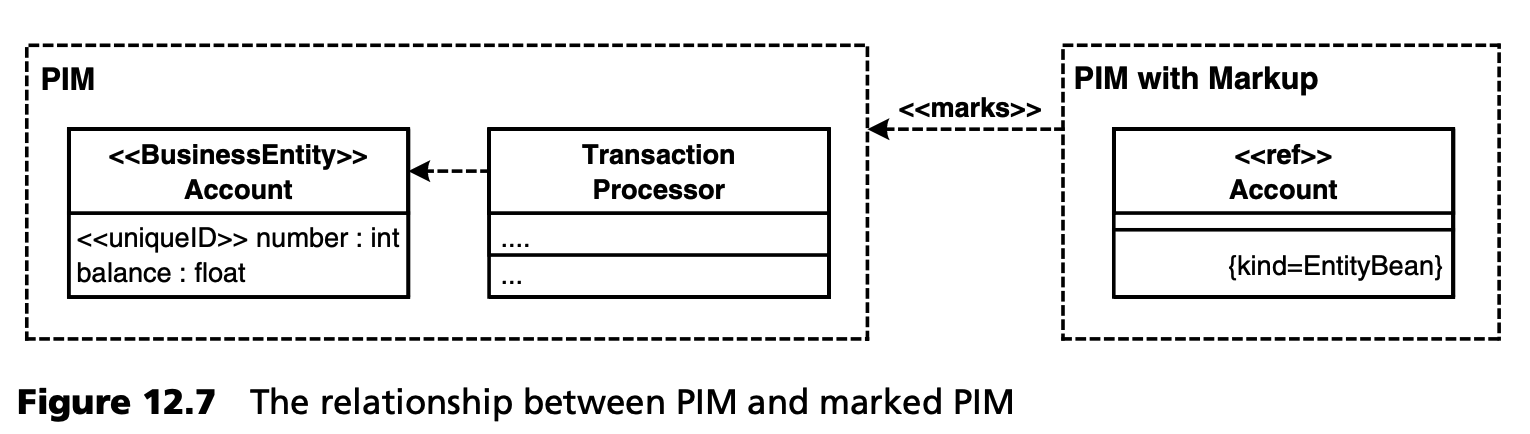 PIM
<<BusinessEntity>>
Account
<<uniqueID>> number : int
balance : float
Transaction
Processor
....
...
<<marks>>
PIM with Markup
<<ref>>
Account
{kind=EntityBean}
Figure 12.7 The relationship between PIM and marked PIM